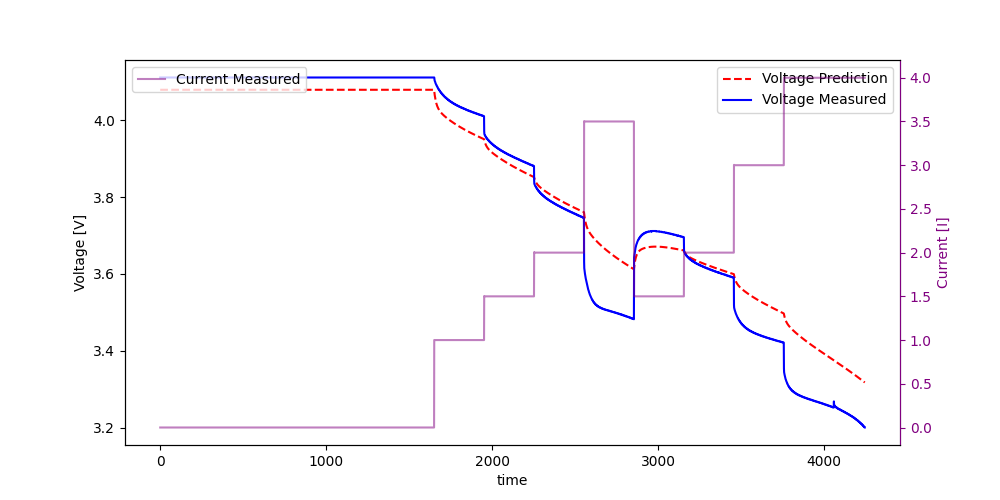 Current Measured
Voltage Prediction
Voltage Measured
4.0
3.8
3.6
3.4
3.2
Voltage [V]
4.0
3.5
3.0
2.5
2.0
1.5
1.0
0.5
0.0
Current [I]
0 1000 2000 3000 4000
time